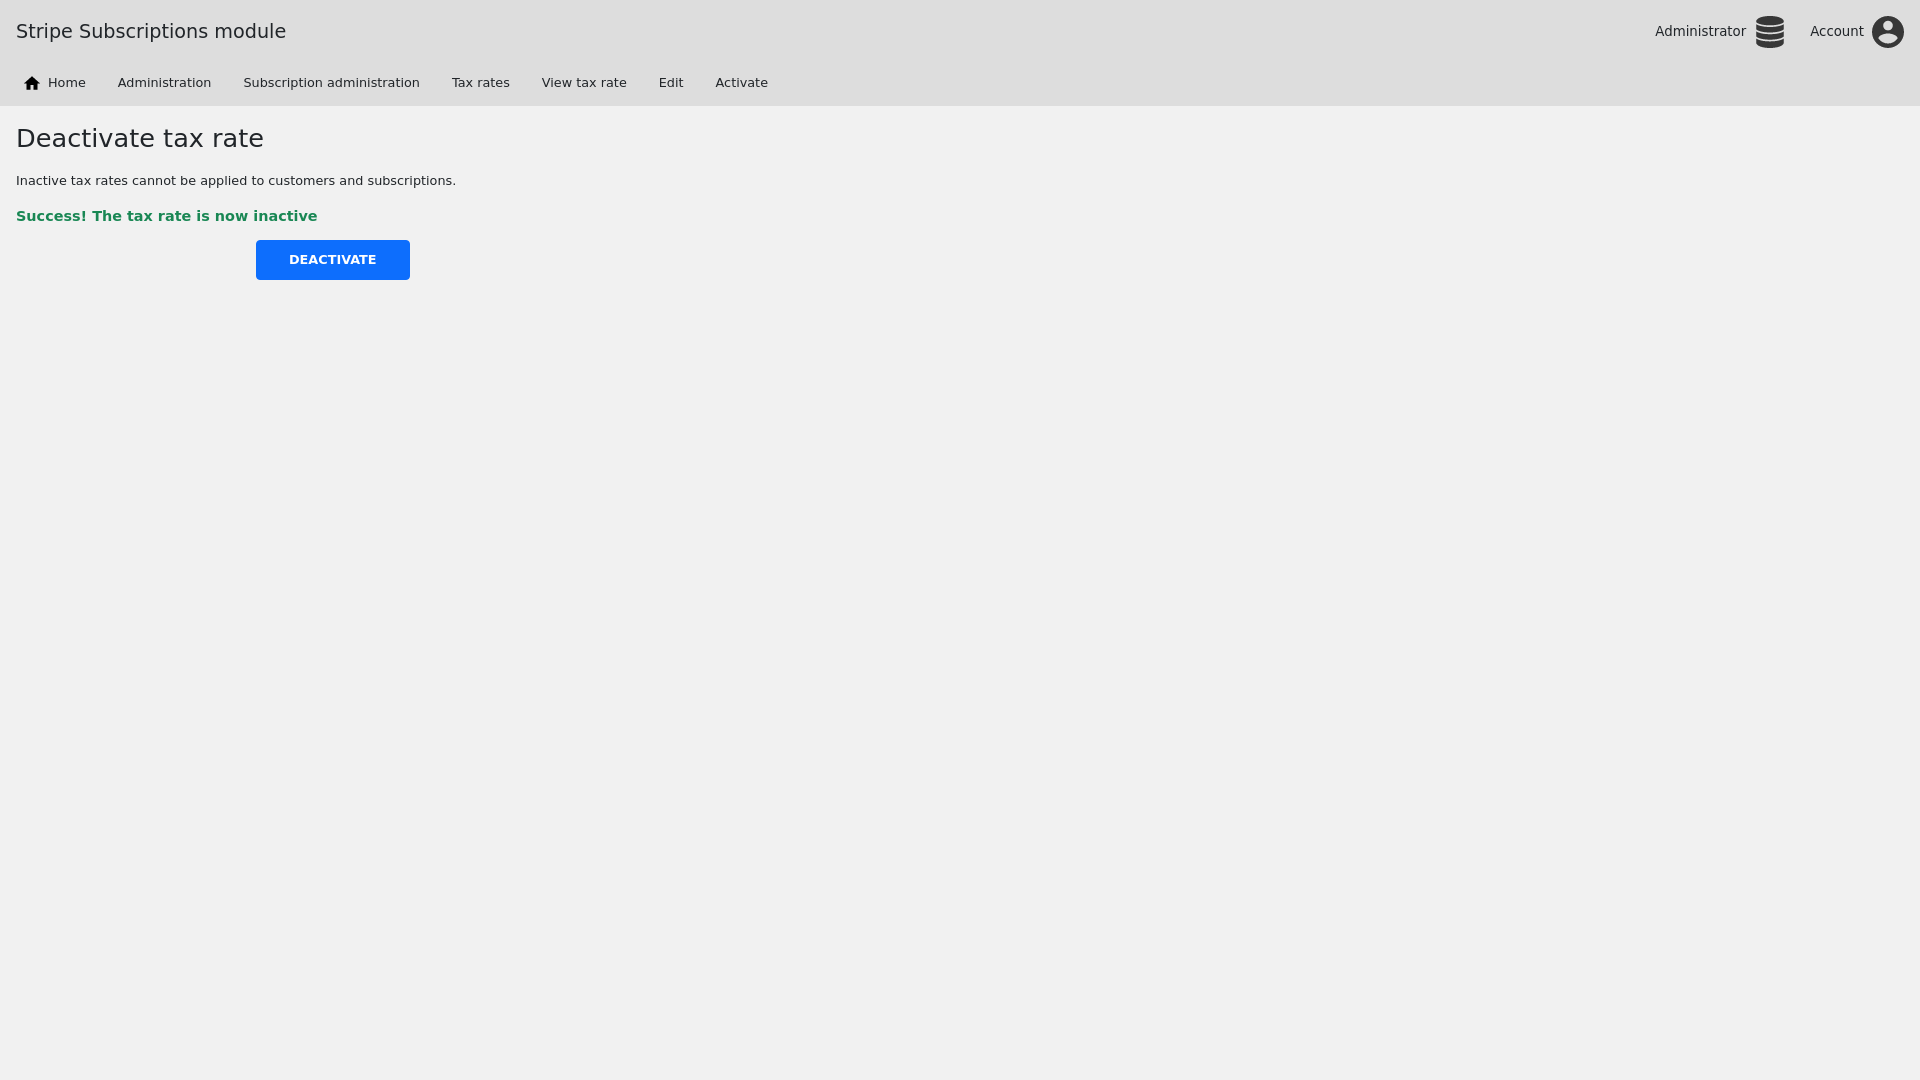 Stripe Subscriptions module
Administrator
Account
Home
Administration
Subscription administration
Tax rates
View tax rate
Edit
Activate
Deactivate tax rate
Inactive tax rates cannot be applied to customers and subscriptions.
Success! The tax rate is now inactive
DEACTIVATE